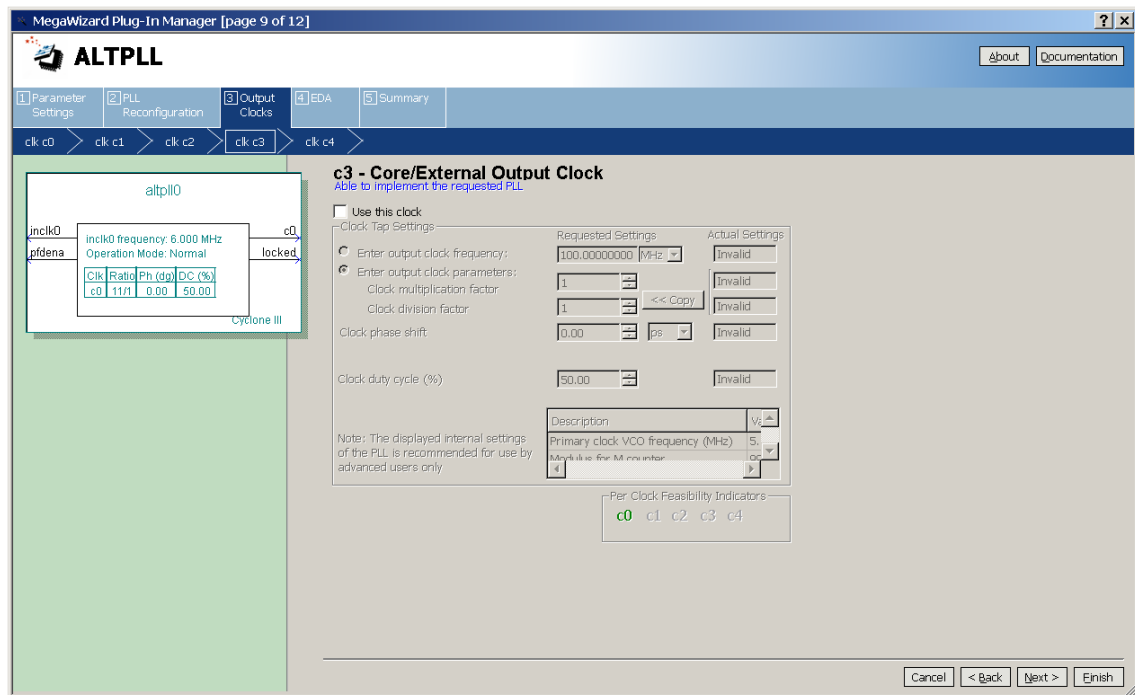 MegaWizard Plug-In Manager [page 9 of 12]
ALTPLL
About
Documentation
1 Parameter Settings
2 PLL Reconfiguration
3 Output Clocks
4 EDA
5 Summary
clk c0
clk c1
clk c2
clk c3
clk c4
altpll0
inclk0
pfdena
inclk0 frequency: 6.000 MHz
Operation Mode: Normal
Clk Ratio Ph (dg) DC (%)
c0 11/1 0.00 50.00
c0
locked
Cyclone III
c3 - Core/External Output Clock
Able to implement the requested PLL
Use this clock
Clock Tap Settings
Requested Settings
Actual Settings
Enter output clock frequency:
100.00000000
MHz
Invalid
Enter output clock parameters:
Clock multiplication factor
1
Invalid
<< Copy
Clock division factor
1
Invalid
Clock phase shift
0.00
ps
Invalid
Clock duty cycle (%)
50.00
Invalid
Note: The displayed internal settings
of the PLL is recommended for use by
advanced users only
Description
Primary clock VCO frequency (MHz)
5.
Modulus for M counter
Per Clock Feasibility Indicators
c0 c1 c2 c3 c4
Cancel
< Back
Next >
Finish